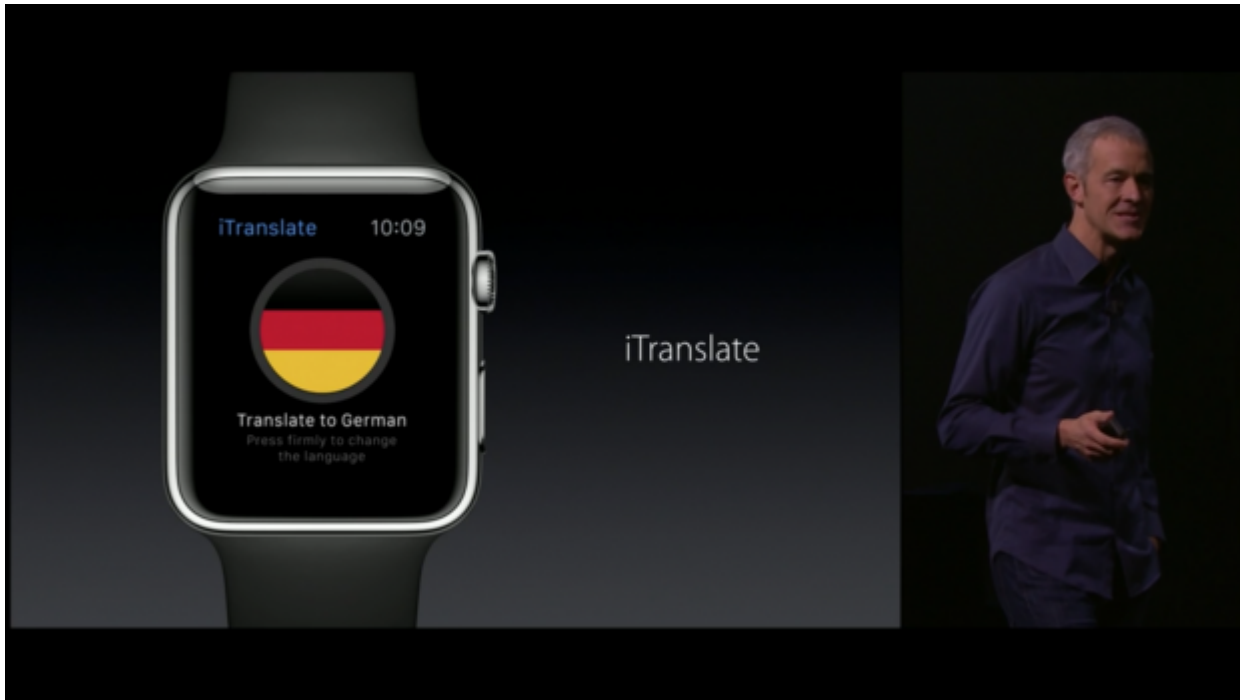 iTranslate 10:09
Translate to German
Press firmly to change
the language
iTranslate